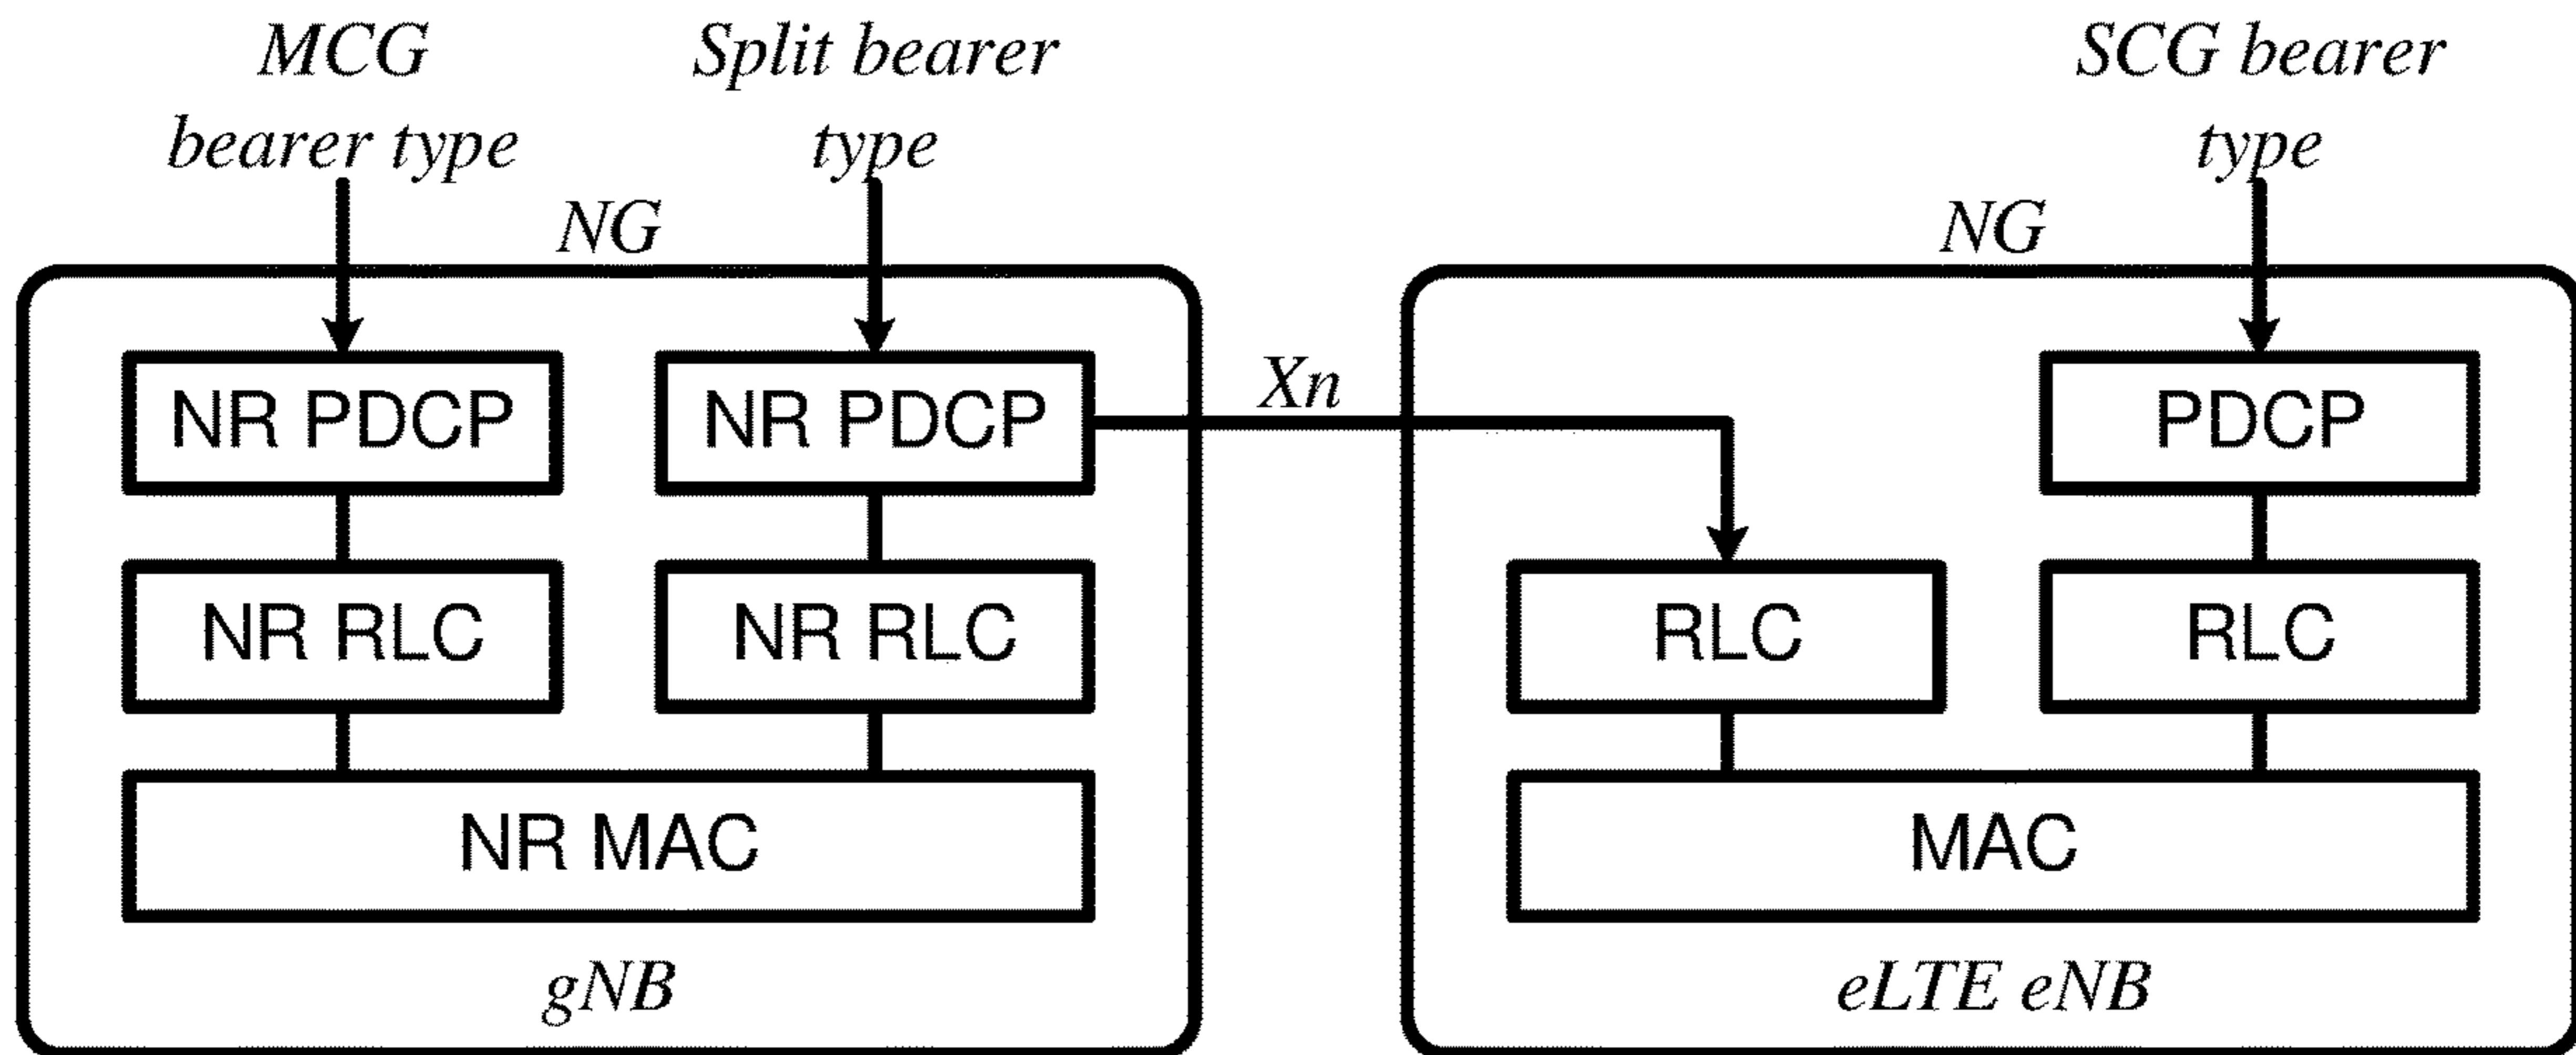 MCG
bearer type
Split bearer
type
SCG bearer
type
NG
NG
Xn
NR PDCP
NR PDCP
PDCP
NR RLC
NR RLC
RLC
RLC
NR MAC
MAC
gNB
eLTE eNB